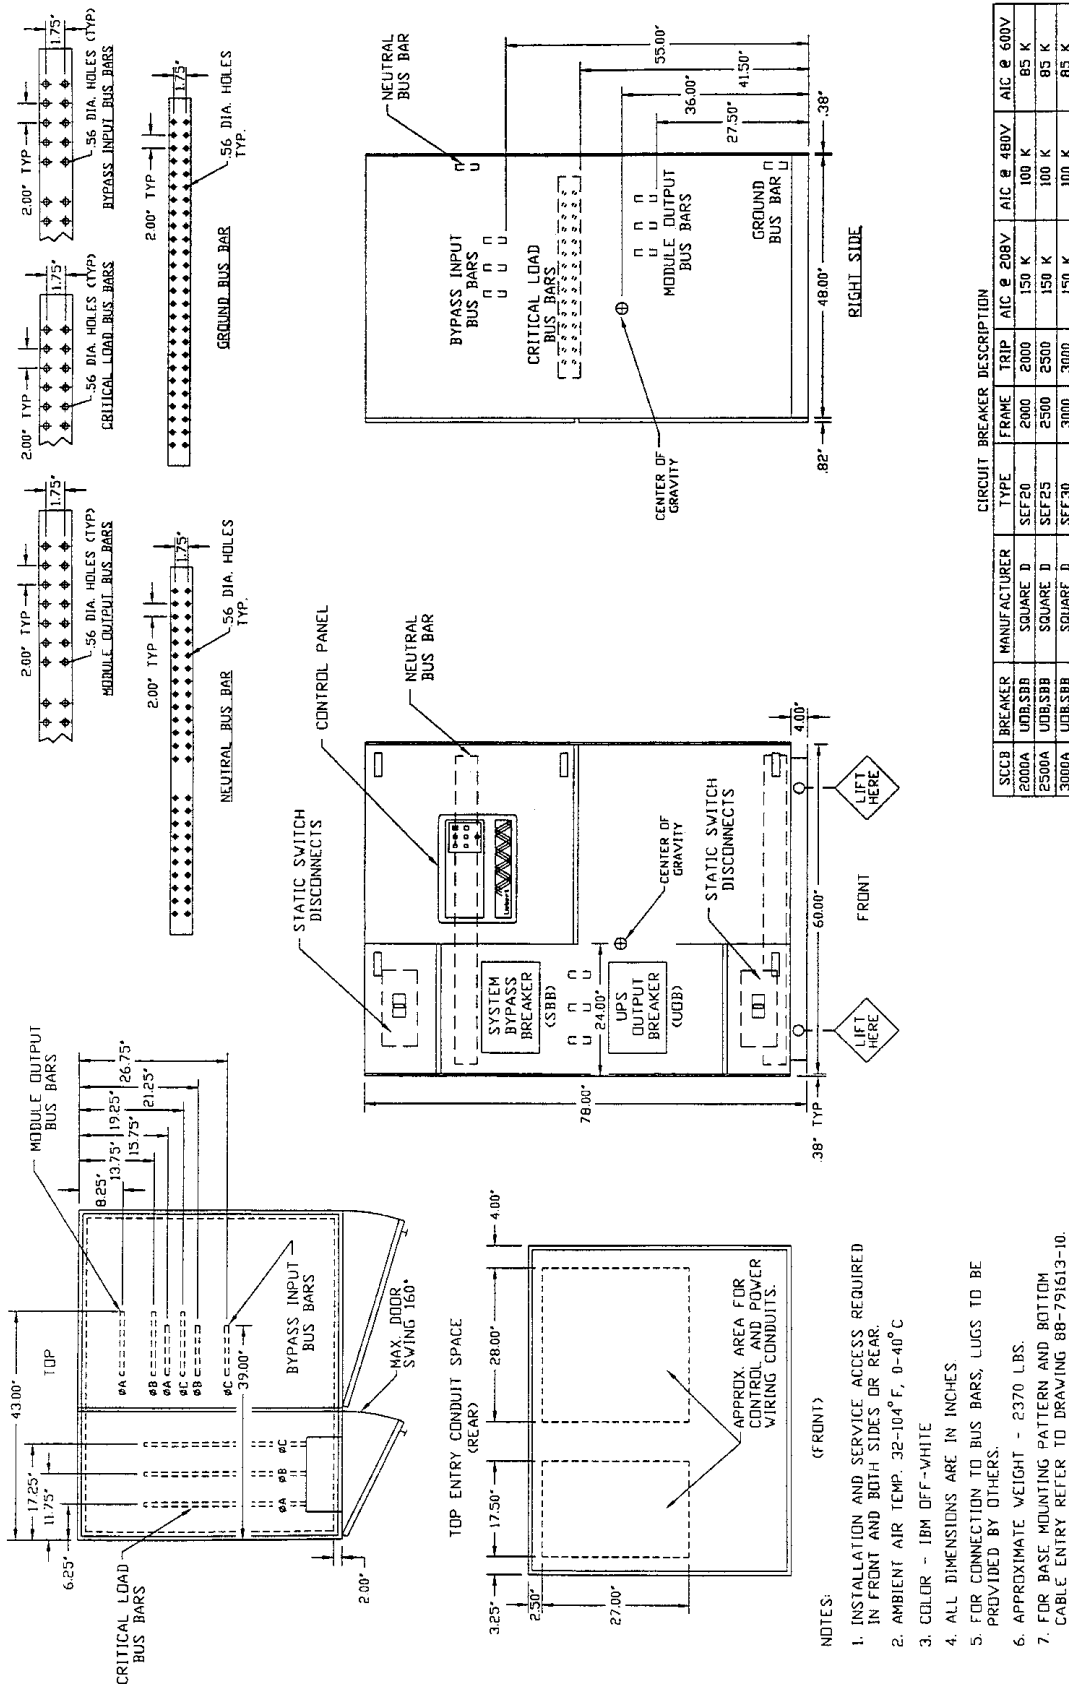 43.00"
17.25"
11.75"
6.25"
TOP
MODULE OUTPUT
BUS BARS
8.25"
13.75"
15.75"
19.25"
21.25"
26.75"
ØA
ØB
ØA
ØC
ØB
ØC
ØA
ØB
ØC
39.00"
BYPASS INPUT
BUS BARS
CRITICAL LOAD
BUS BARS
2.00"
MAX. DOOR
SWING 160°
TOP ENTRY CONDUIT SPACE
(REAR)
3.25"
17.50"
28.00"
4.00"
2.50"
27.00"
APPROX. AREA FOR
CONTROL AND POWER
WIRING CONDUITS.
(FRONT)
NOTES:
1. INSTALLATION AND SERVICE ACCESS REQUIRED
IN FRONT AND BOTH SIDES OR REAR.
2. AMBIENT AIR TEMP. 32-104°F, 0-40°C
3. COLOR - IBM OFF-WHITE
4. ALL DIMENSIONS ARE IN INCHES.
5. FOR CONNECTION TO BUS BARS, LUGS TO BE
PROVIDED BY OTHERS.
6. APPROXIMATE WEIGHT - 2370 LBS.
7. FOR BASE MOUNTING PATTERN AND BOTTOM
CABLE ENTRY REFER TO DRAWING 88-791613-10.
2.00" TYP
1.75"
.56 DIA. HOLES (TYP)
MODULE OUTPUT BUS BARS
2.00" TYP
1.75"
.56 DIA. HOLES (TYP)
CRITICAL LOAD BUS BARS
2.00" TYP
1.75"
.56 DIA. HOLES (TYP)
BYPASS INPUT BUS BARS
2.00" TYP
1.75"
.56 DIA. HOLES
TYP.
NEUTRAL BUS BAR
2.00" TYP
1.75"
.56 DIA. HOLES
TYP.
GROUND BUS BAR
STATIC SWITCH
DISCONNECTS
CONTROL PANEL
NEUTRAL
BUS BAR
Liebert
SYSTEM
BYPASS
BREAKER
(SBB)
24.00"
UPS
OUTPUT
BREAKER
(UOB)
CENTER OF
GRAVITY
STATIC SWITCH
DISCONNECTS
78.00"
.38" TYP
60.00"
4.00"
LIFT
HERE
LIFT
HERE
FRONT
NEUTRAL
BUS BAR
BYPASS INPUT
BUS BARS
CRITICAL LOAD
BUS BARS
MODULE OUTPUT
BUS BARS
GROUND
BUS BAR
CENTER OF
GRAVITY
55.00"
41.50"
36.00"
27.50"
.82"
48.00"
.38"
RIGHT SIDE
CIRCUIT BREAKER DESCRIPTION
SCCB BREAKER MANUFACTURER TYPE FRAME TRIP AIC @ 208V AIC @ 480V AIC @ 600V
2000A UOB,SBB SQUARE D SEF20 2000 2000 150 K 100 K 85 K
2500A UOB,SBB SQUARE D SEF25 2500 2500 150 K 100 K 85 K
3000A UOB,SBB SQUARE D SEF30 3000 3000 150 K 100 K 85 K